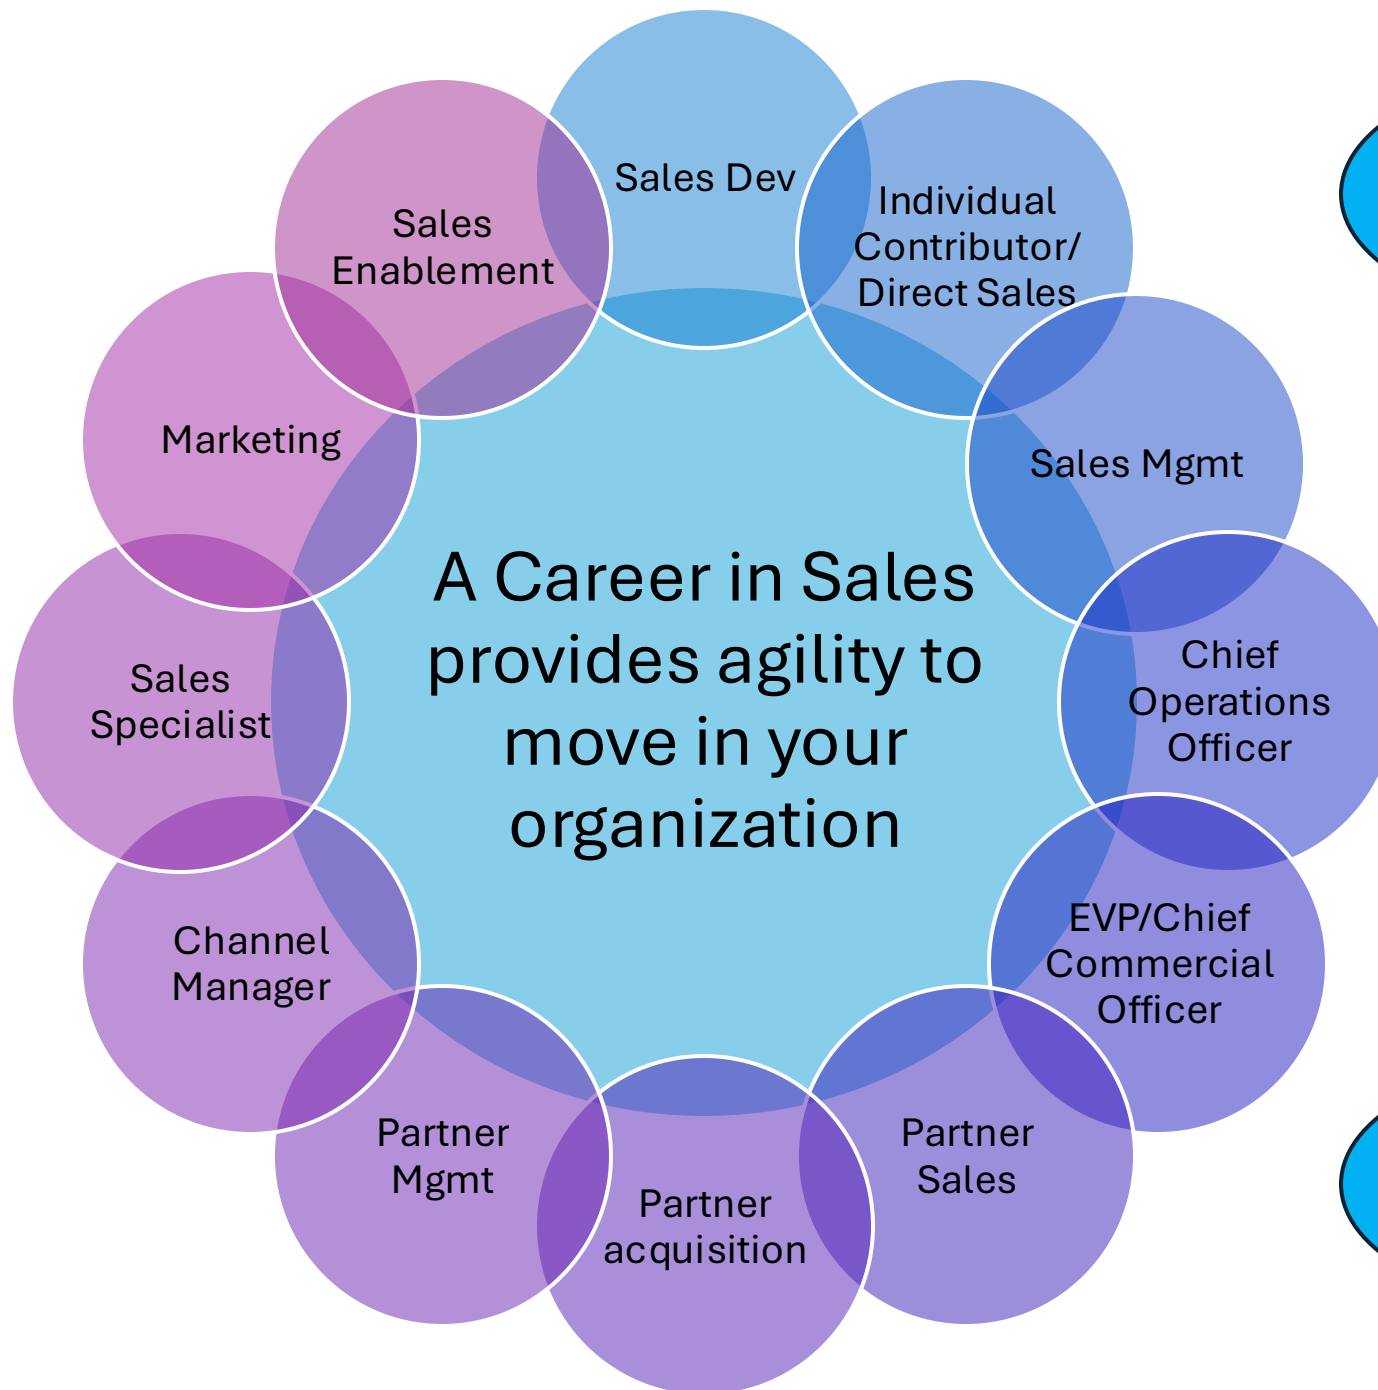 Sales Dev
Individual
Contributor/
Direct Sales
Sales Mgmt
Chief
Operations
Officer
EVP/Chief
Commercial
Officer
Partner
Sales
Partner
acquisition
Partner
Mgmt
Channel
Manager
Sales
Specialist
Marketing
Sales
Enablement
A Career in Sales
provides agility to
move in your
organization